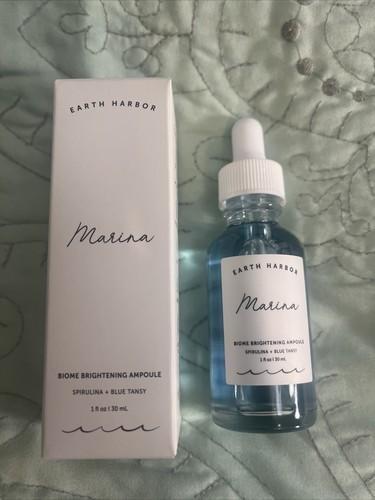 EARTH HARBOR
Marina
BIOME BRIGHTENING AMPOULE
SPIRULINA + BLUE TANSY
1 fl oz | 30 mL
EARTH HARBOR
Marina
BIOME BRIGHTENING AMPOULE
SPIRULINA + BLUE TANSY
1 fl oz | 30 mL